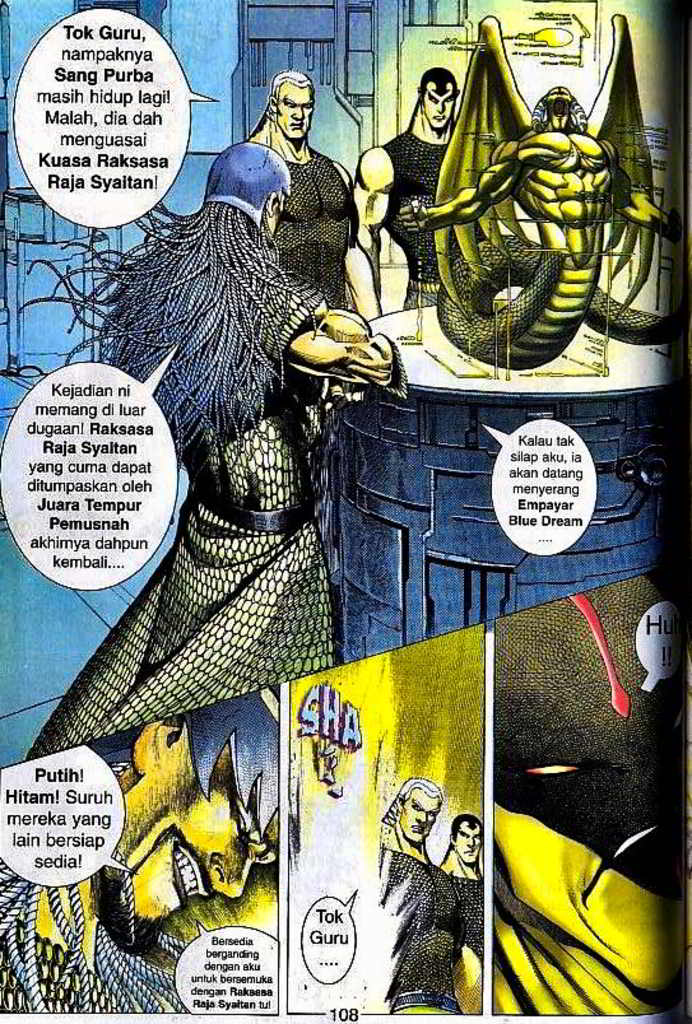 Tok Guru,
nampaknya
Sang Purba
masih hidup lagi!
Malah, dia dah
menguasai
Kuasa Raksasa
Raja Syaitan!
Kejadian ni
memang di luar
dugaan! Raksasa
Raja Syaitan
yang cuma dapat
ditumpaskan oleh
Juara Tempur
Pemusnah
akhirnya dahpun
kembali....
Kalau tak
silap aku, ia
akan datang
menyerang
Empayar
Blue Dream
....
Putih!
Hitam! Suruh
mereka yang
lain bersiap
sedia!
Bersedia
berganding
dengan aku
untuk bersemuka
dengan Raksasa
Raja Syaitan tu!
SHA
Tok
Guru
....
Huh
!!
108